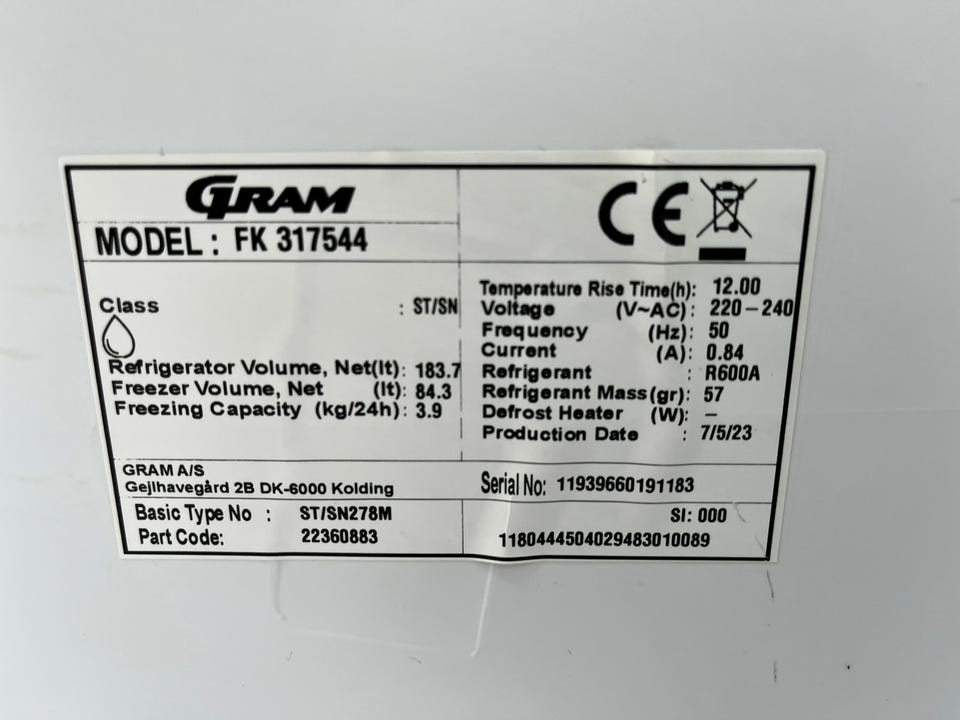 GRAM
MODEL : FK 317544
CE
Class : ST/SN
Refrigerator Volume, Net(lt): 183.7
Freezer Volume, Net (lt): 84.3
Freezing Capacity (kg/24h): 3.9
Temperature Rise Time(h): 12.00
Voltage (V~AC): 220-240
Frequency (Hz): 50
Current (A): 0.84
Refrigerant : R600A
Refrigerant Mass(gr): 57
Defrost Heater (W): -
Production Date : 7/5/23
GRAM A/S
Gejlhavegård 2B DK-6000 Kolding
Serial No: 11939660191183
Basic Type No : ST/SN278M
Part Code: 22360883
SI: 000
1180444504029483010089